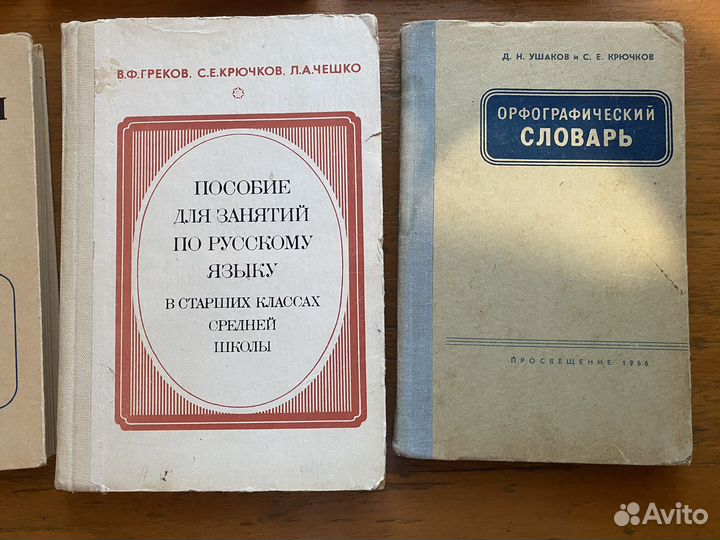 В.Ф.ГРЕКОВ, С.Е.КРЮЧКОВ, Л.А.ЧЕШКО
ПОСОБИЕ
ДЛЯ ЗАНЯТИЙ
ПО РУССКОМУ
ЯЗЫКУ
В СТАРШИХ КЛАССАХ
СРЕДНЕЙ
ШКОЛЫ
Д. Н. УШАКОВ и С. Е. КРЮЧКОВ
ОРФОГРАФИЧЕСКИЙ
СЛОВАРЬ
ПРОСВЕЩЕНИЕ · 1966
Avito